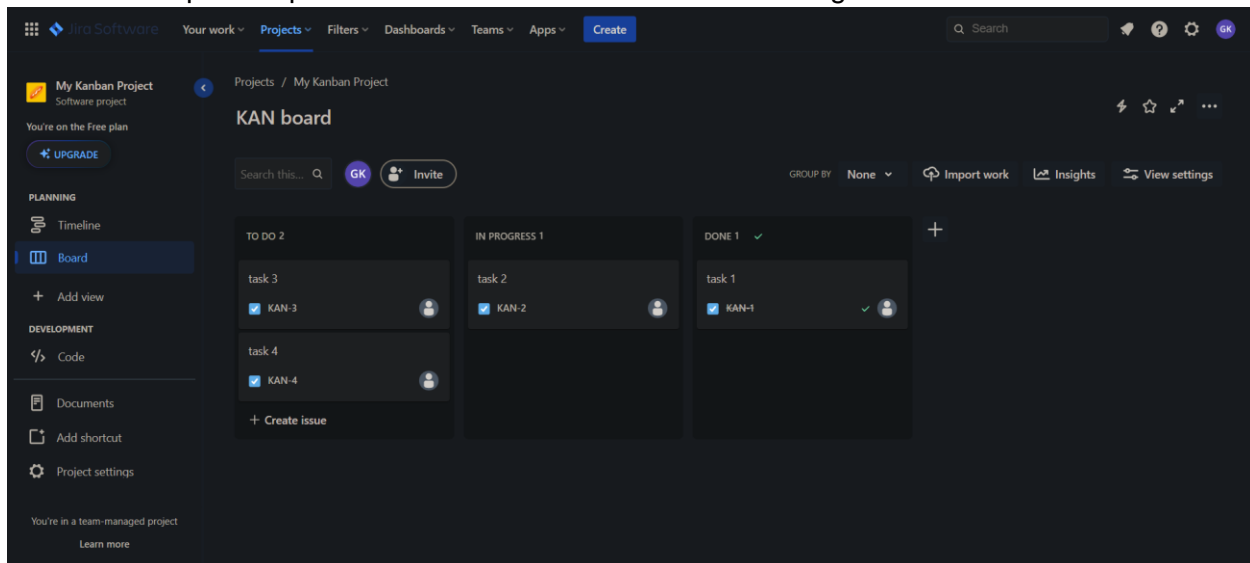 Jira Software Your work Projects Filters Dashboards Teams Apps Create Search GK
My Kanban Project
Software project
You're on the Free plan
UPGRADE
PLANNING
Timeline
Board
+ Add view
DEVELOPMENT
</> Code
Documents
Add shortcut
Project settings
You're in a team-managed project
Learn more
Projects / My Kanban Project
KAN board
Search this... GK Invite GROUP BY None Import work Insights View settings
TO DO 2
task 3
KAN-3
task 4
KAN-4
+ Create issue
IN PROGRESS 1
task 2
KAN-2
DONE 1
task 1
KAN-1